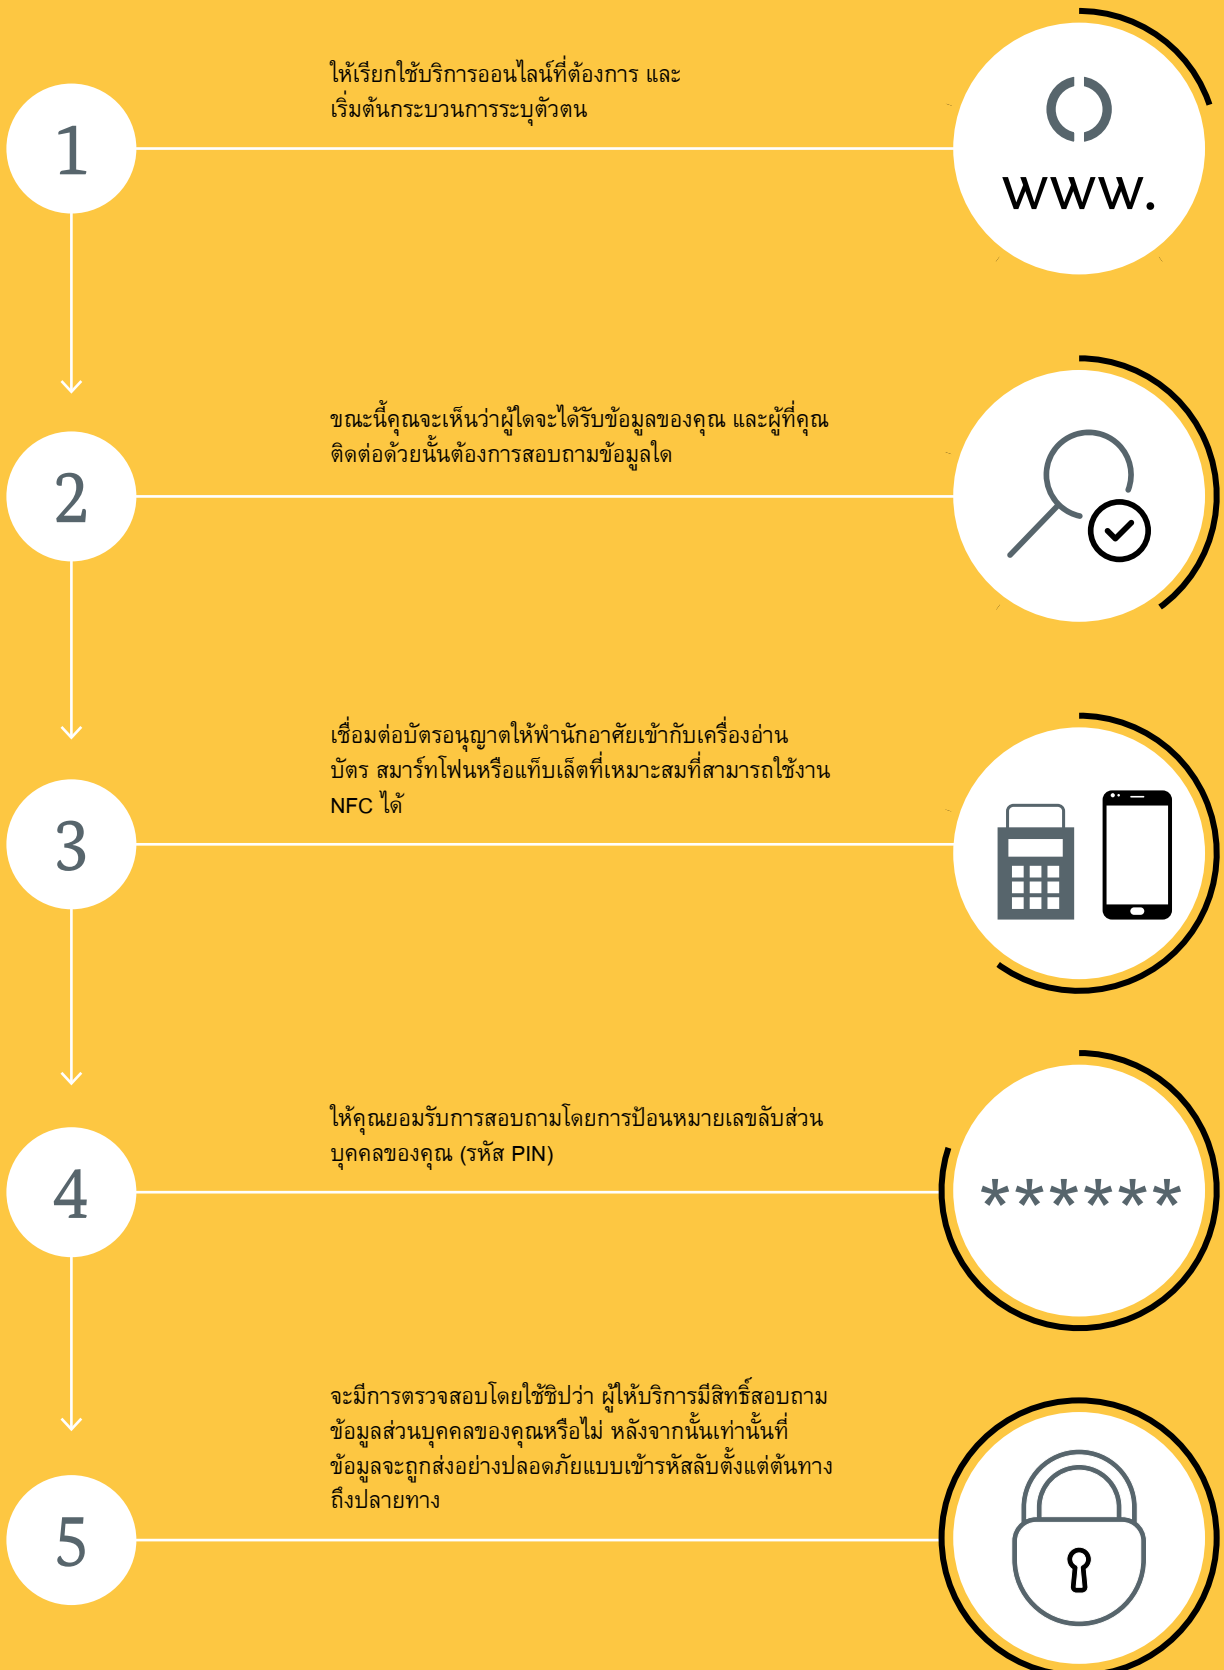 1
ให้เรียกใช้บริการออนไลน์ที่ต้องการ และ
เริ่มต้นกระบวนการระบุตัวตน
www.
2
ขณะนี้คุณจะเห็นว่าผู้ใดจะได้รับข้อมูลของคุณ และผู้ที่คุณ
ติดต่อด้วยนั้นต้องการสอบถามข้อมูลใด
3
เชื่อมต่อบัตรอนุญาตให้พำนักอาศัยเข้ากับเครื่องอ่าน
บัตร สมาร์ทโฟนหรือแท็บเล็ตที่เหมาะสมที่สามารถใช้งาน
NFC ได้
4
ให้คุณยอมรับการสอบถามโดยการป้อนหมายเลขลับส่วน
บุคคลของคุณ (รหัส PIN)
******
5
จะมีการตรวจสอบโดยใช้ชิปว่า ผู้ให้บริการมีสิทธิ์สอบถาม
ข้อมูลส่วนบุคคลของคุณหรือไม่ หลังจากนั้นเท่านั้นที่
ข้อมูลจะถูกส่งอย่างปลอดภัยแบบเข้ารหัสลับตั้งแต่ต้นทาง
ถึงปลายทาง